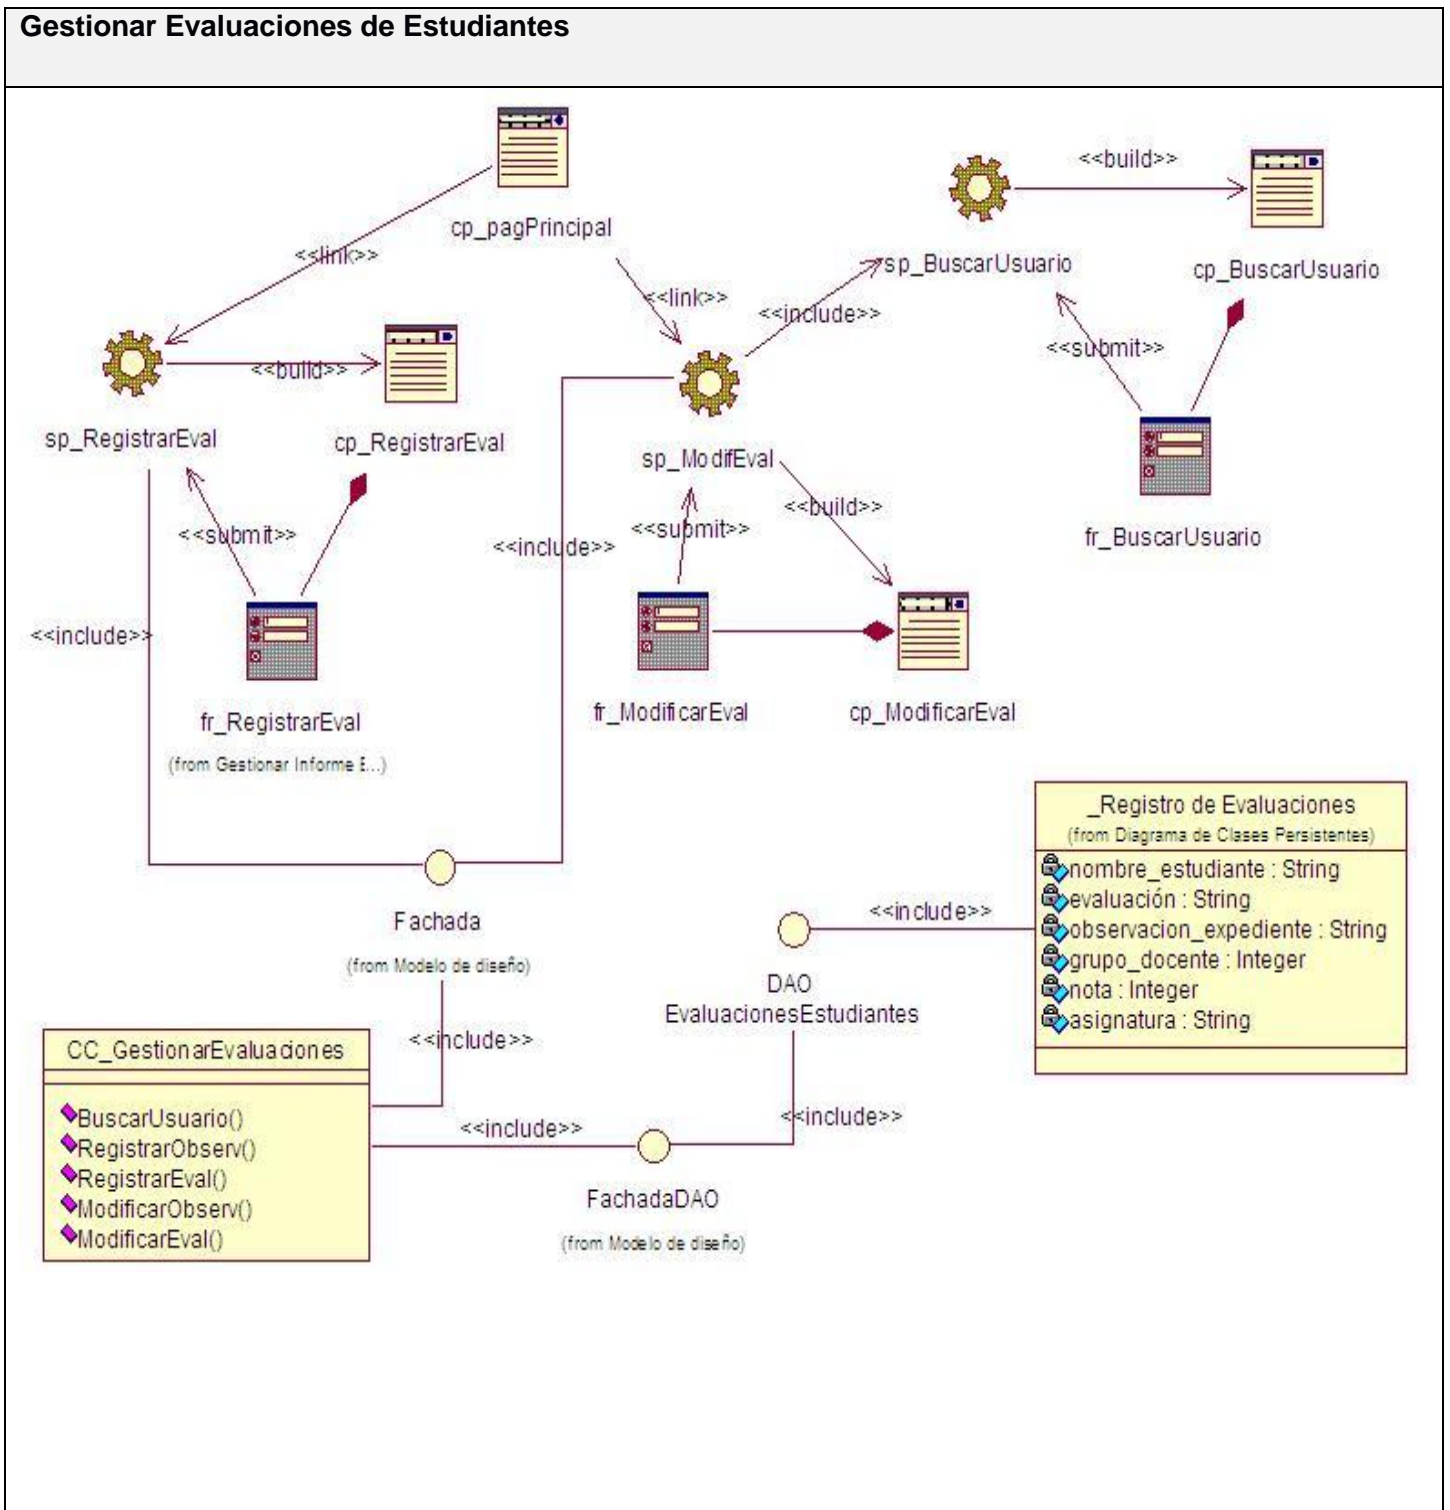 Gestionar Evaluaciones de Estudiantes
cp_pagPrincipal
<<link>>
<<link>>
<<build>>
sp_BuscarUsuario
cp_BuscarUsuario
<<include>>
<<submit>>
fr_BuscarUsuario
<<build>>
sp_RegistrarEval
cp_RegistrarEval
<<submit>>
<<include>>
fr_RegistrarEval
(from Gestionar Informe E...)
sp_ModifEval
<<build>>
<<submit>>
<<include>>
fr_ModificarEval
cp_ModificarEval
Fachada
(from Modelo de diseño)
<<include>>
_Registro de Evaluaciones
(from Diagrama de Clases Persistentes)
nombre_estudiante : String
evaluación : String
observacion_expediente : String
grupo_docente : Integer
nota : Integer
asignatura : String
<<include>>
DAO
EvaluacionesEstudiantes
<<include>>
CC_GestionarEvaluaciones
BuscarUsuario()
RegistrarObserv()
RegistrarEval()
ModificarObserv()
ModificarEval()
<<include>>
FachadaDAO
(from Modelo de diseño)